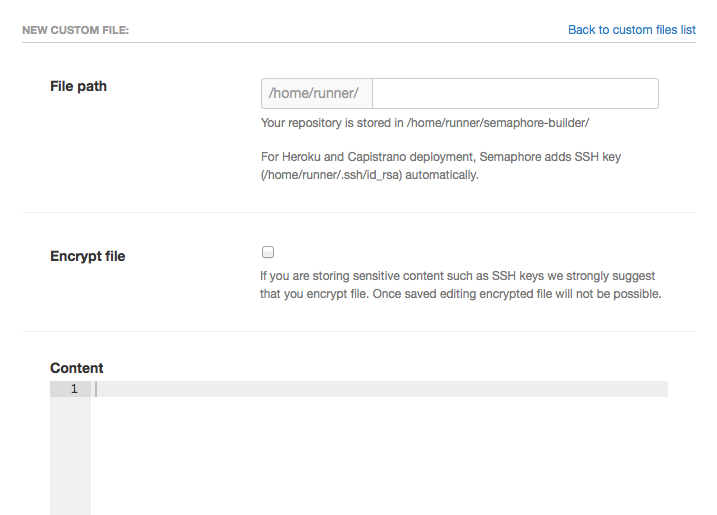 NEW CUSTOM FILE:
Back to custom files list
File path
/home/runner/
Your repository is stored in /home/runner/semaphore-builder/
For Heroku and Capistrano deployment, Semaphore adds SSH key
(/home/runner/.ssh/id_rsa) automatically.
Encrypt file
If you are storing sensitive content such as SSH keys we strongly suggest
that you encrypt file. Once saved editing encrypted file will not be possible.
Content
1